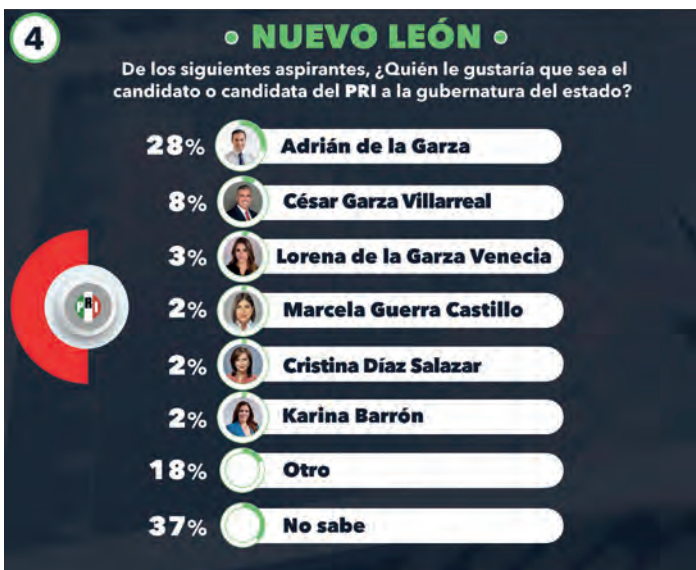 4
NUEVO LEÓN
De los siguientes aspirantes, ¿Quién le gustaría que sea el
candidato o candidata del PRI a la gubernatura del estado?
28% Adrián de la Garza
8% César Garza Villarreal
3% Lorena de la Garza Venecia
PRI
2% Marcela Guerra Castillo
2% Cristina Díaz Salazar
2% Karina Barrón
18% Otro
37% No sabe